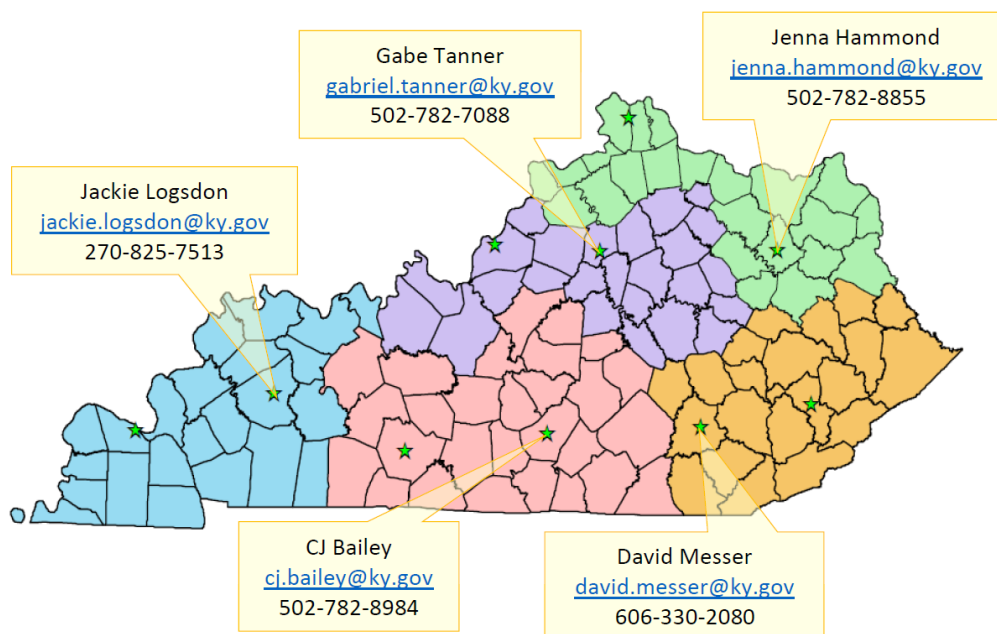 Jenna Hammond
jenna.hammond@ky.gov
502-782-8855
Gabe Tanner
gabriel.tanner@ky.gov
502-782-7088
Jackie Logsdon
jackie.logsdon@ky.gov
270-825-7513
CJ Bailey
cj.bailey@ky.gov
502-782-8984
David Messer
david.messer@ky.gov
606-330-2080